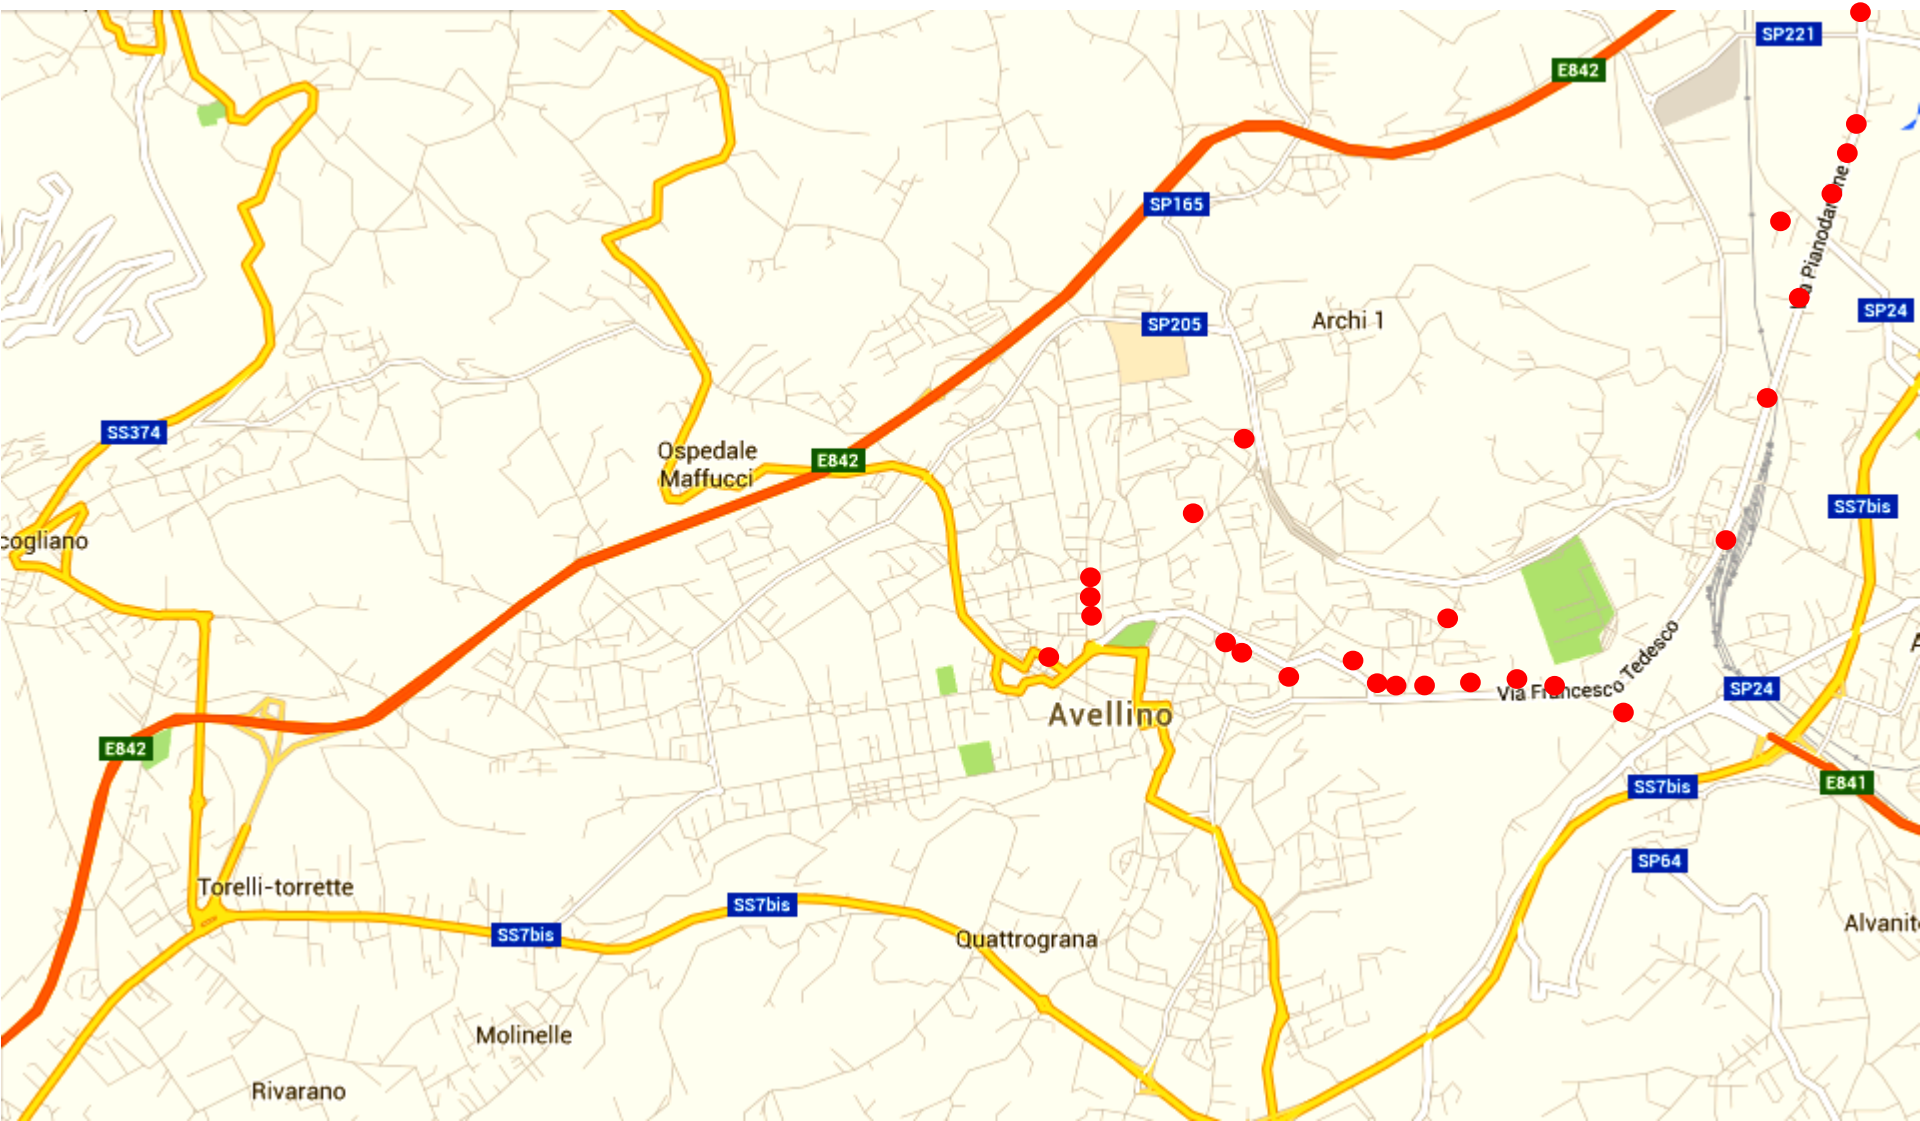 SP221
E842
SP165
SP24
SP205
Archi 1
SS374
Ospedale
Maffucci
E842
SS7bis
cogliano
Via Francesco Tedesco
SP24
Avellino
E842
SS7bis
E841
SP64
Torelli-torrette
SS7bis
SS7bis
Quattrograna
Alvanit
Molinelle
Rivarano